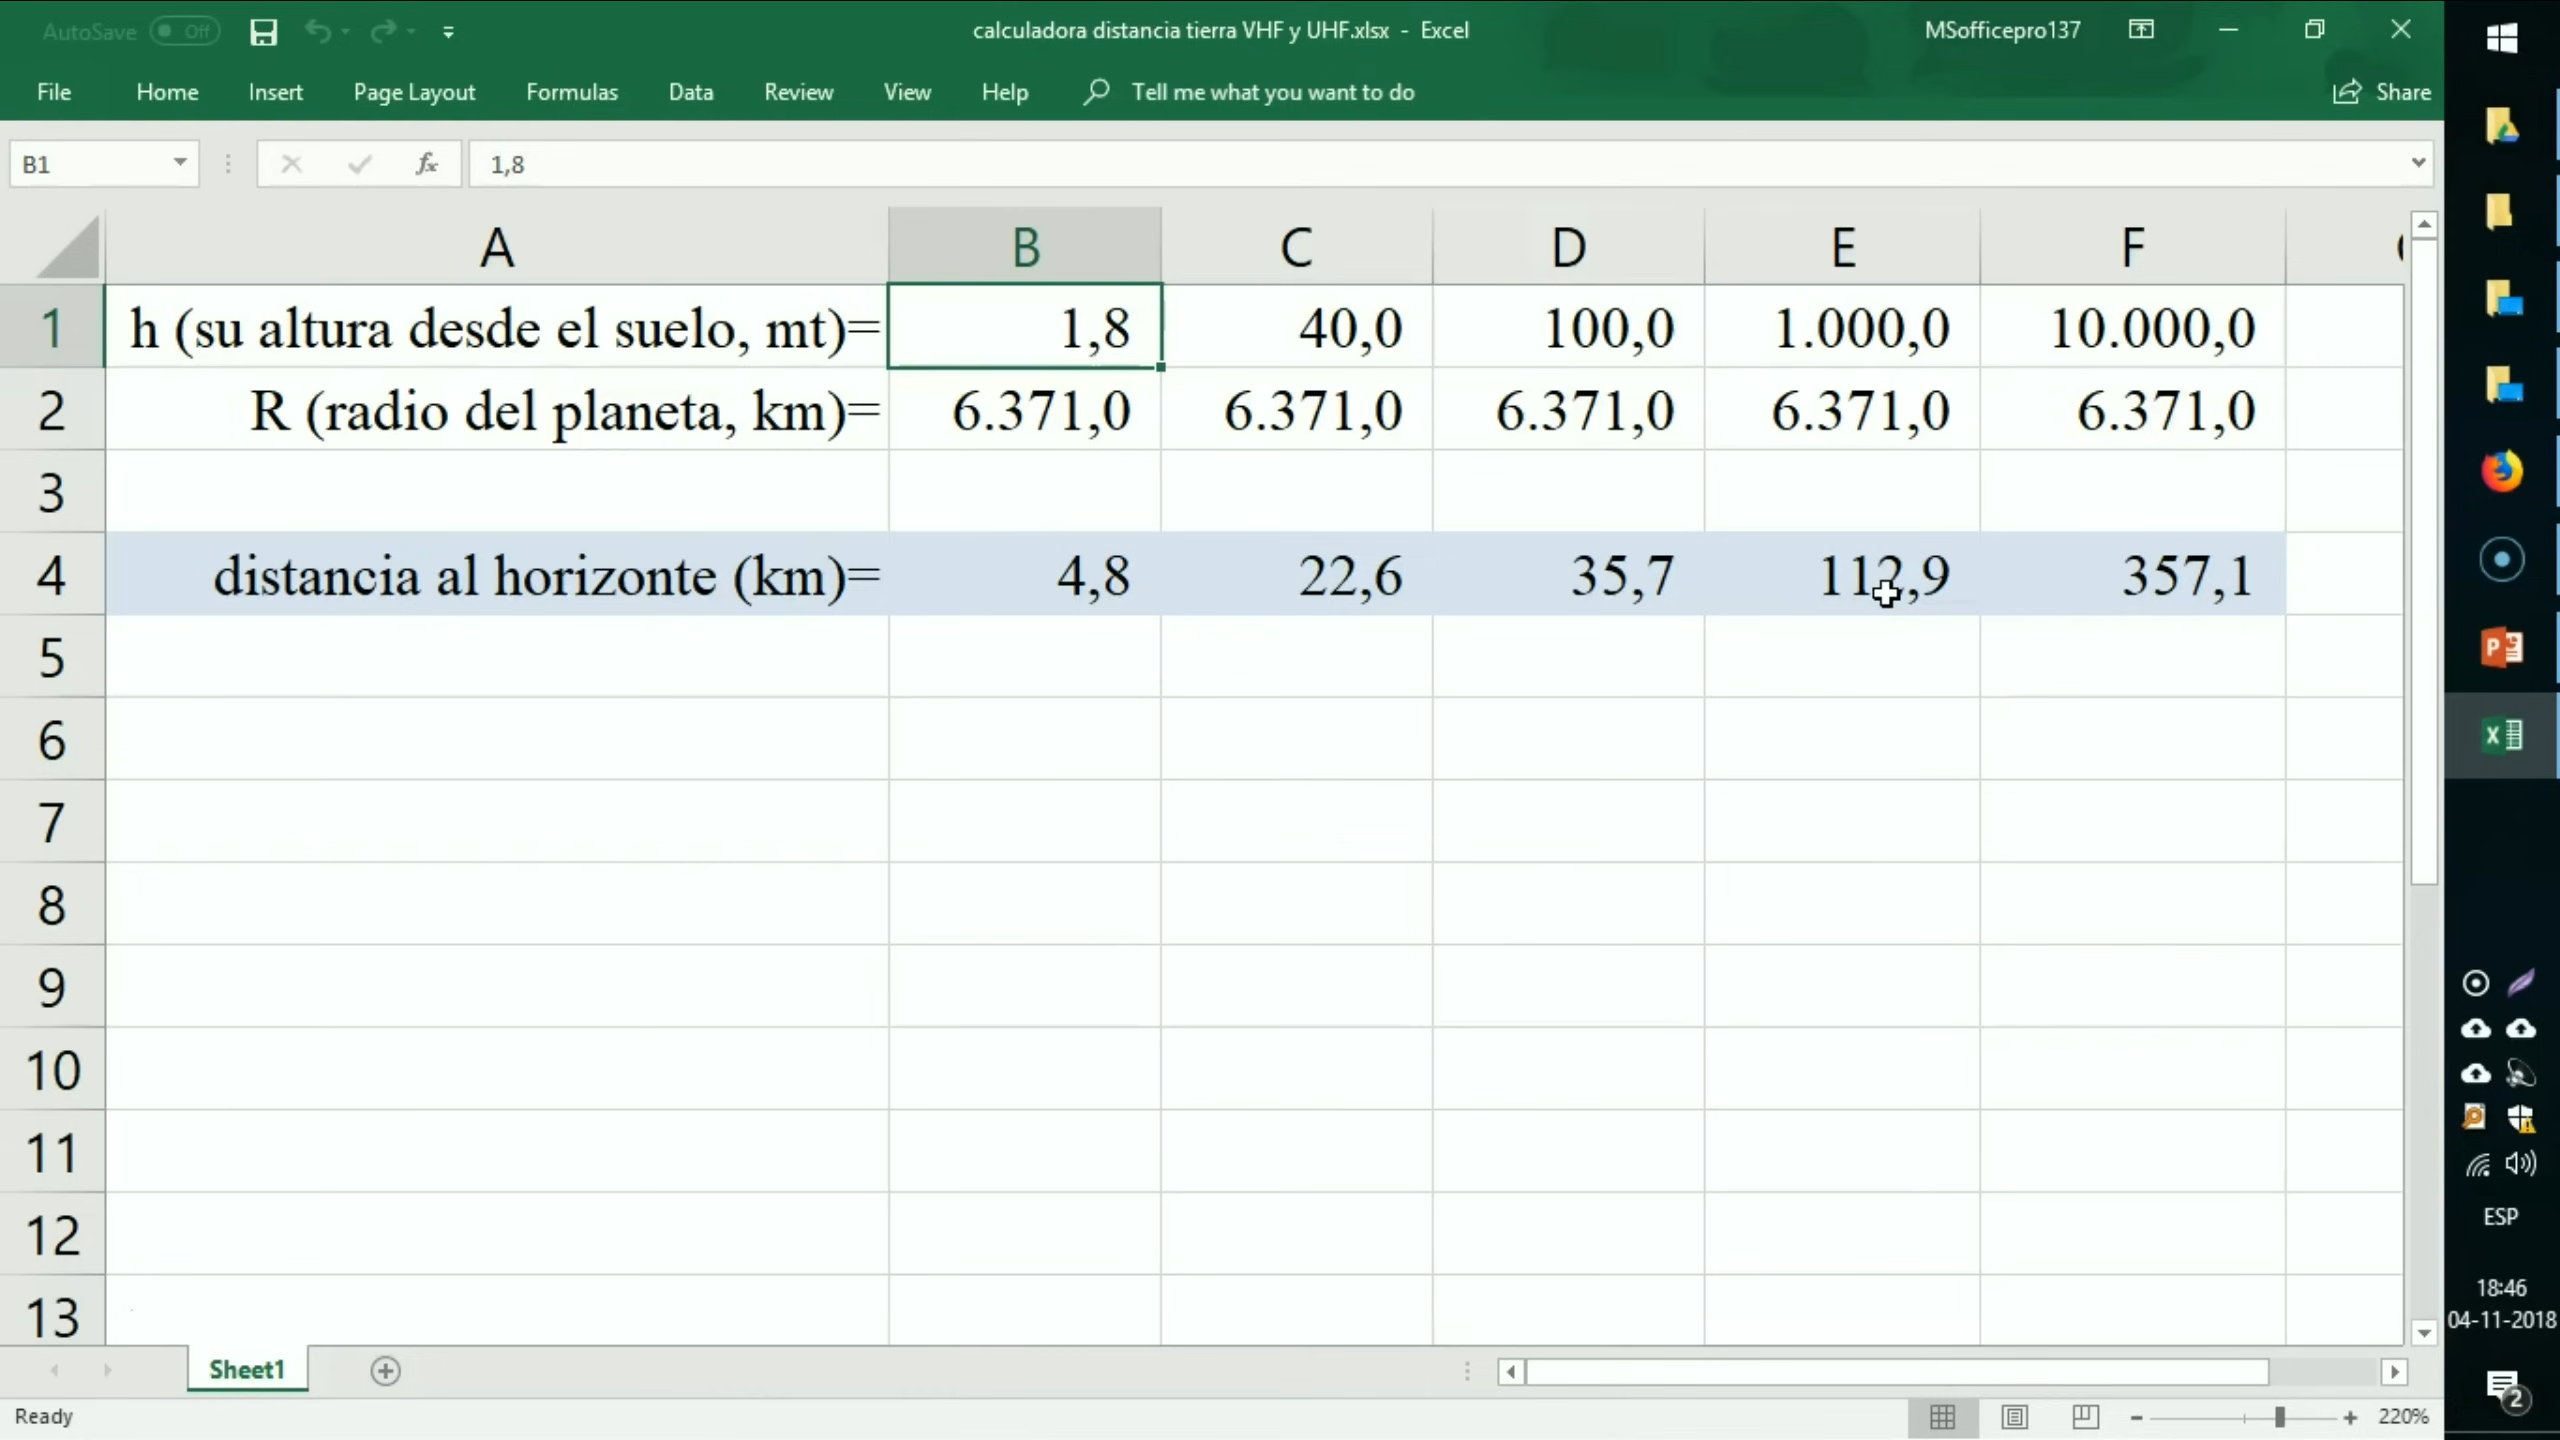 AutoSave Off
calculadora distancia tierra VHF y UHF.xlsx - Excel
MSofficepro137
File Home Insert Page Layout Formulas Data Review View Help Tell me what you want to do Share
B1 fx 1,8
A B C D E F
1 h (su altura desde el suelo, mt)= 1,8 40,0 100,0 1.000,0 10.000,0
2 R (radio del planeta, km)= 6.371,0 6.371,0 6.371,0 6.371,0 6.371,0
3
4 distancia al horizonte (km)= 4,8 22,6 35,7 112,9 357,1
5
6
7
8
9
10
11
12
13
ESP
18:46
04-11-2018
2
Sheet1
Ready
220%